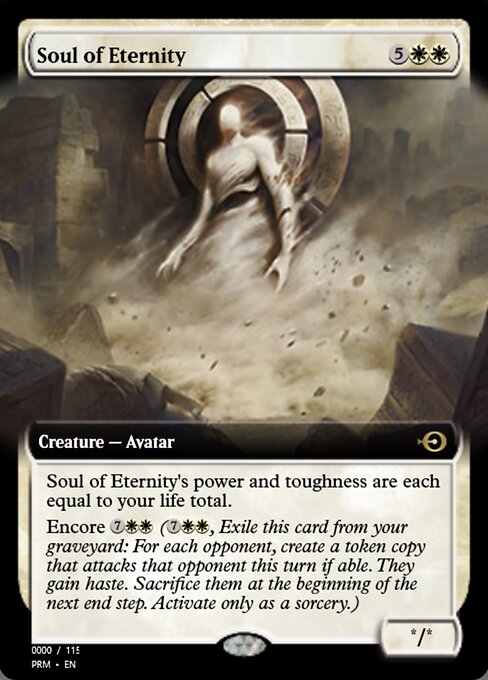 Soul of Eternity 5
Creature — Avatar
Soul of Eternity's power and toughness are each
equal to your life total.
Encore 7 (7, Exile this card from your
graveyard: For each opponent, create a token copy
that attacks that opponent this turn if able. They
gain haste. Sacrifice them at the beginning of the
next end step. Activate only as a sorcery.)
*/*
0000 / 115
PRM • EN